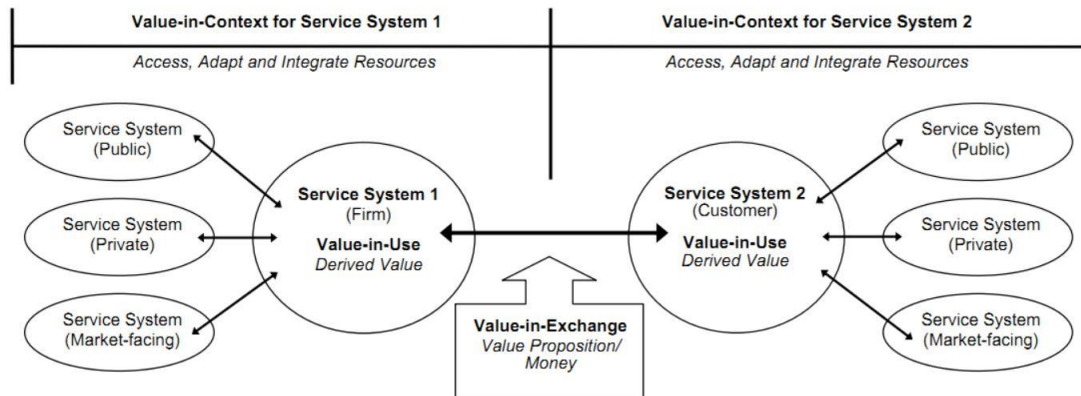 Value-in-Context for Service System 1
Value-in-Context for Service System 2
Access, Adapt and Integrate Resources
Access, Adapt and Integrate Resources
Service System
(Public)
Service System
(Private)
Service System
(Market-facing)
Service System 1
(Firm)
Value-in-Use
Derived Value
Value-in-Exchange
Value Proposition/
Money
Service System 2
(Customer)
Value-in-Use
Derived Value
Service System
(Public)
Service System
(Private)
Service System
(Market-facing)